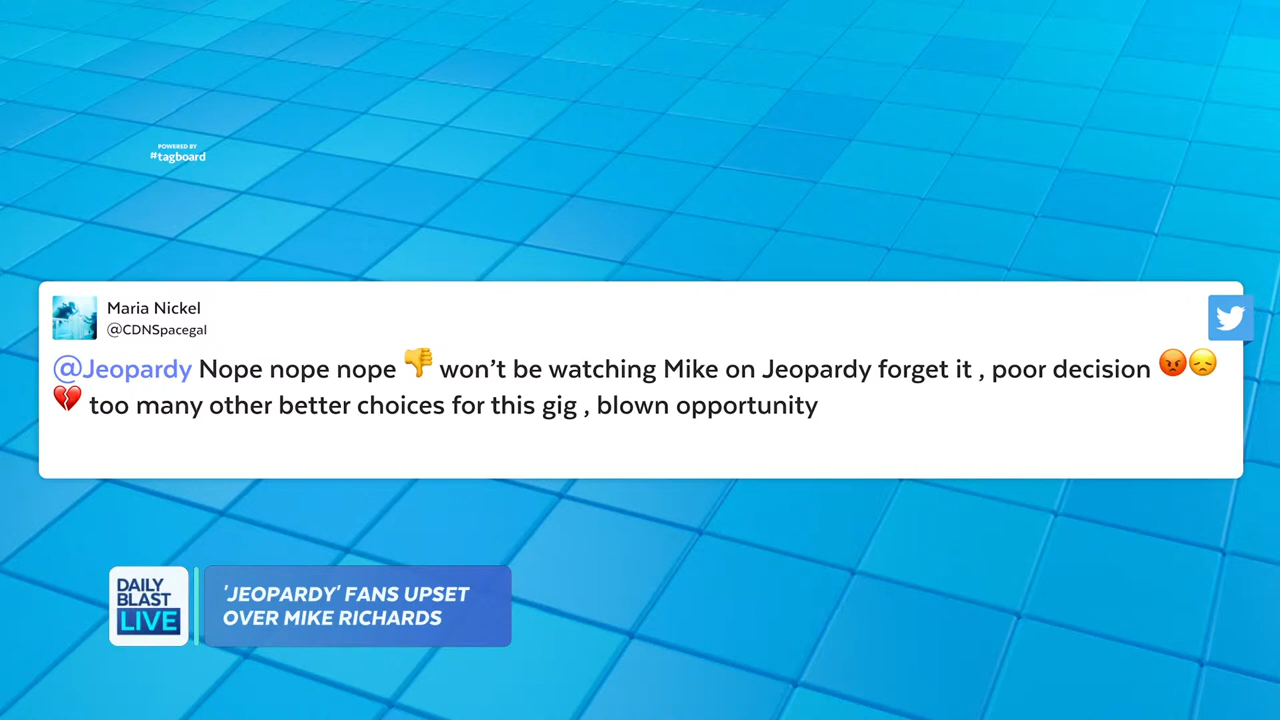 POWERED BY
#tagboard
Maria Nickel
@CDNSpacegal
@Jeopardy Nope nope nope 👎 won’t be watching Mike on Jeopardy forget it , poor decision 😡😞
💔 too many other better choices for this gig , blown opportunity
DAILY
BLAST
LIVE
'JEOPARDY' FANS UPSET
OVER MIKE RICHARDS